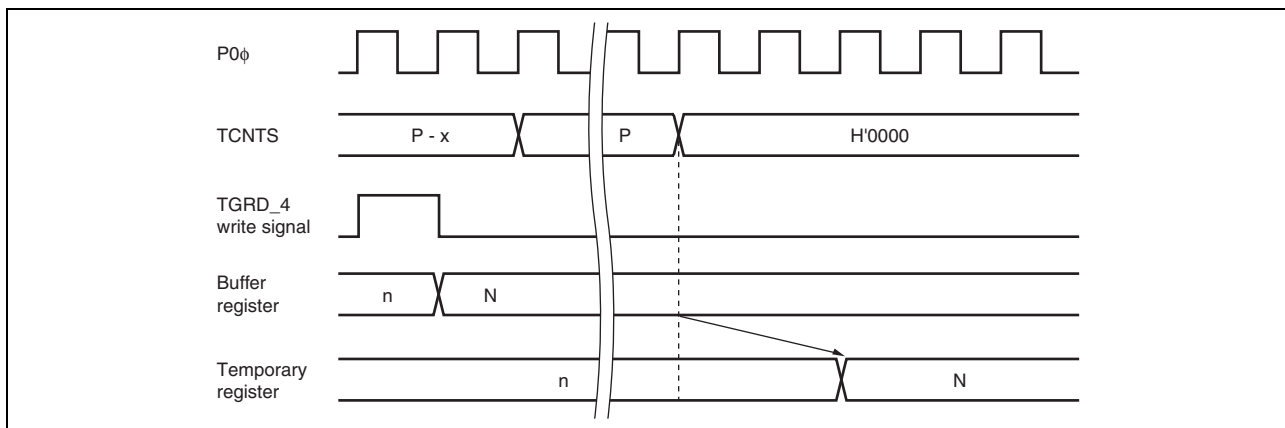 P0ϕ
TCNTS
P - x
P
H'0000
TGRD_4
write signal
Buffer
register
n
N
Temporary
register
n
N